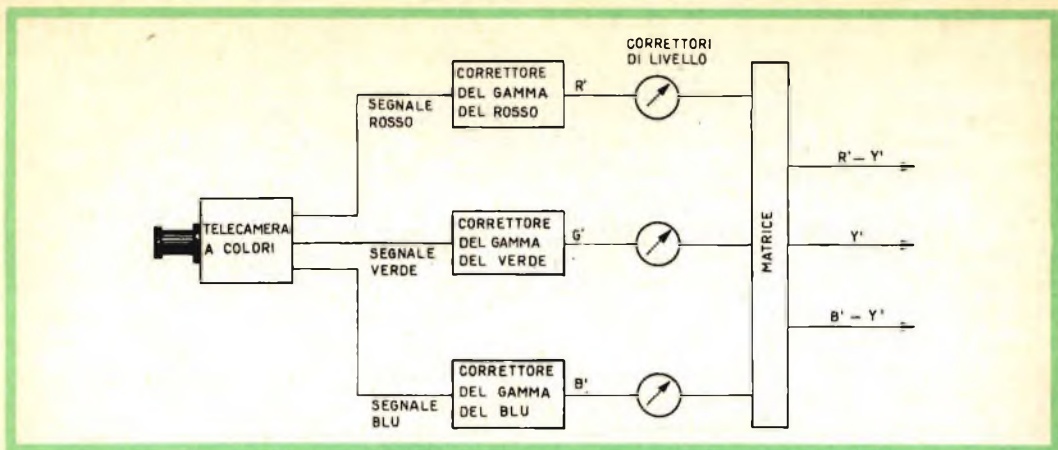 CORRETTORI
DI LIVELLO
CORRETTORE
DEL GAMMA
DEL ROSSO
R'
SEGNALE
ROSSO
R' – Y'
TELECAMERA
A COLORI
SEGNALE
VERDE
CORRETTORE
DEL GAMMA
DEL VERDE
G'
MATRICE
Y'
B' – Y'
SEGNALE
BLU
CORRETTORE
DEL GAMMA
DEL BLU
B'